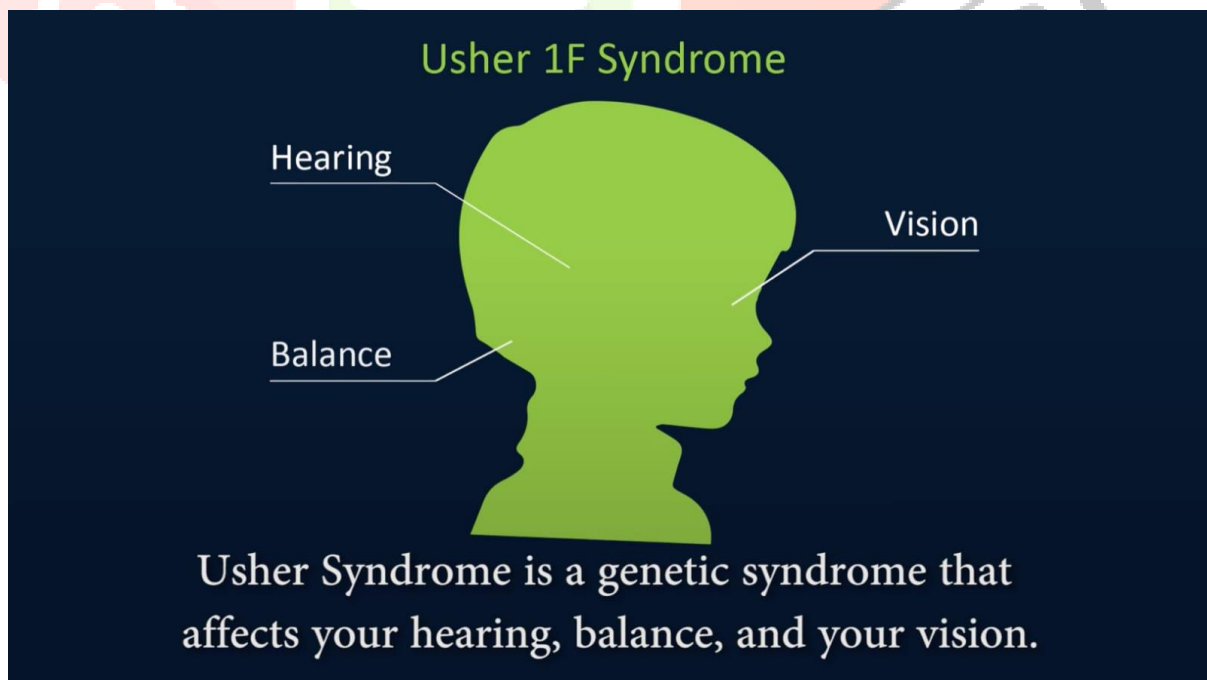 Usher 1F Syndrome
Hearing
Vision
Balance
Usher Syndrome is a genetic syndrome that
affects your hearing, balance, and your vision.